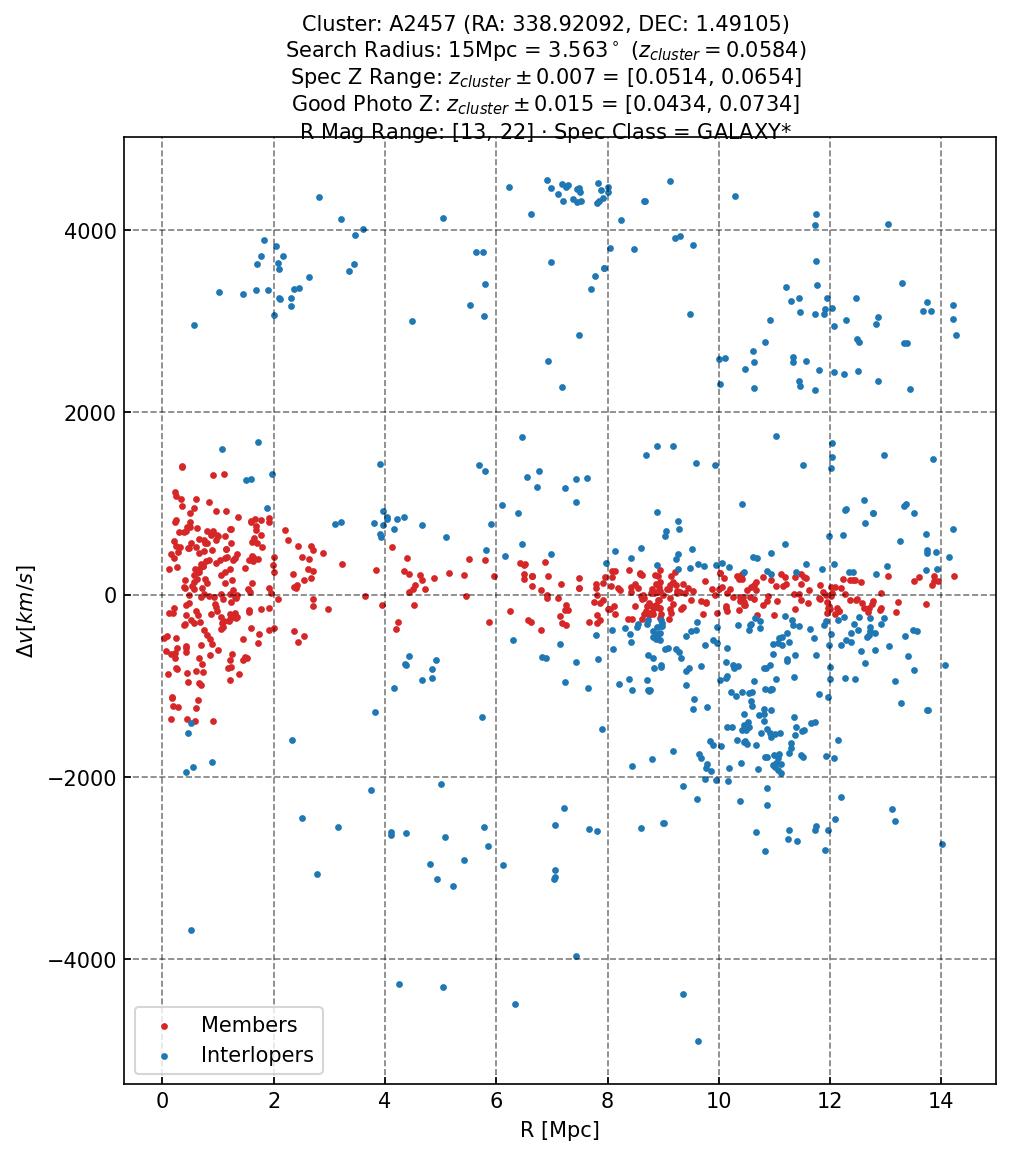 Cluster: A2457 (RA: 338.92092, DEC: 1.49105)
Search Radius: 15Mpc = 3.563° (z_cluster = 0.0584)
Spec Z Range: z_cluster ± 0.007 = [0.0514, 0.0654]
Good Photo Z: z_cluster ± 0.015 = [0.0434, 0.0734]
R Mag Range: [13, 22] · Spec Class = GALAXY*
4000
2000
0
−2000
−4000
Δv[km/s]
Members
Interlopers
0 2 4 6 8 10 12 14
R [Mpc]